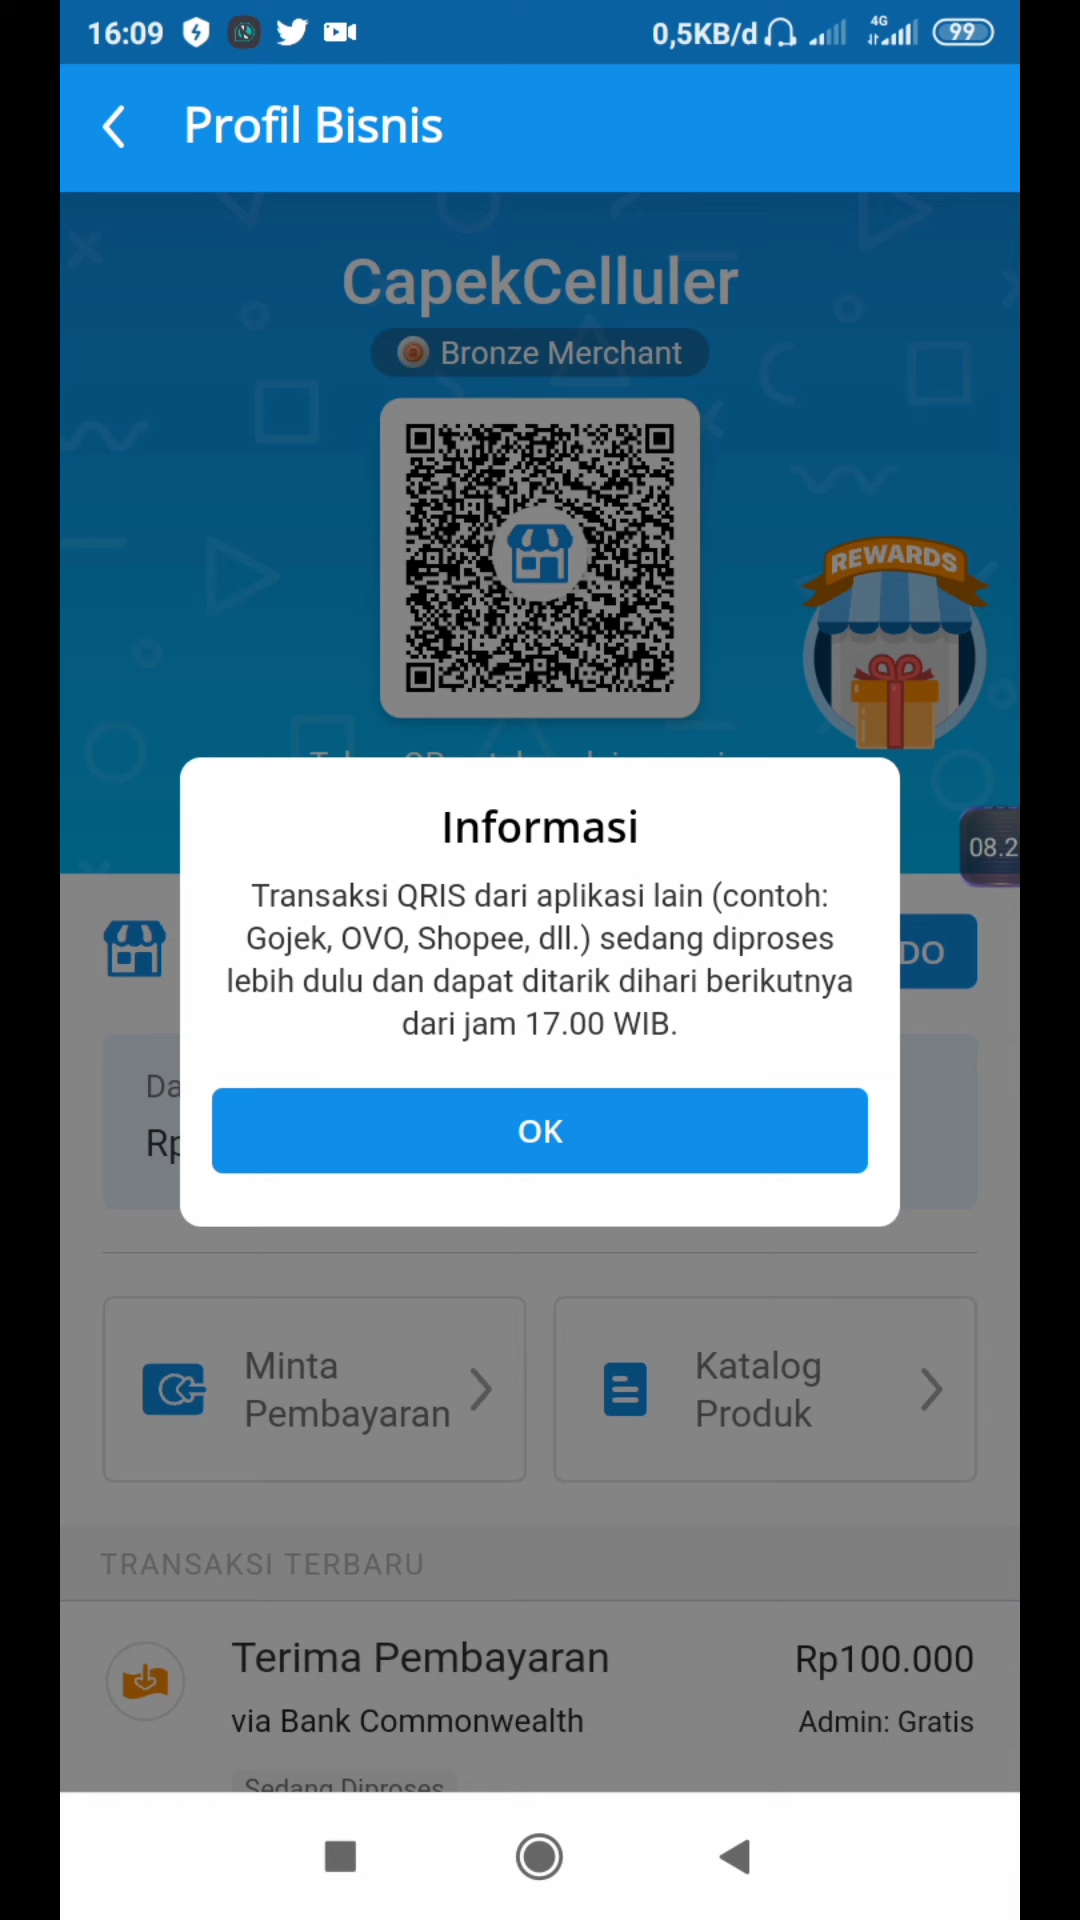 16:09 0,5KB/d 4G 99
Profil Bisnis
CapekCelluler
Bronze Merchant
REWARDS
Informasi
08.2
Transaksi QRIS dari aplikasi lain (contoh:
Gojek, OVO, Shopee, dll.) sedang diproses
lebih dulu dan dapat ditarik dihari berikutnya
dari jam 17.00 WIB.
DO
Da
Rp
OK
Minta
Pembayaran
Katalog
Produk
TRANSAKSI TERBARU
Terima Pembayaran Rp100.000
via Bank Commonwealth Admin: Gratis
Sedang Diproses